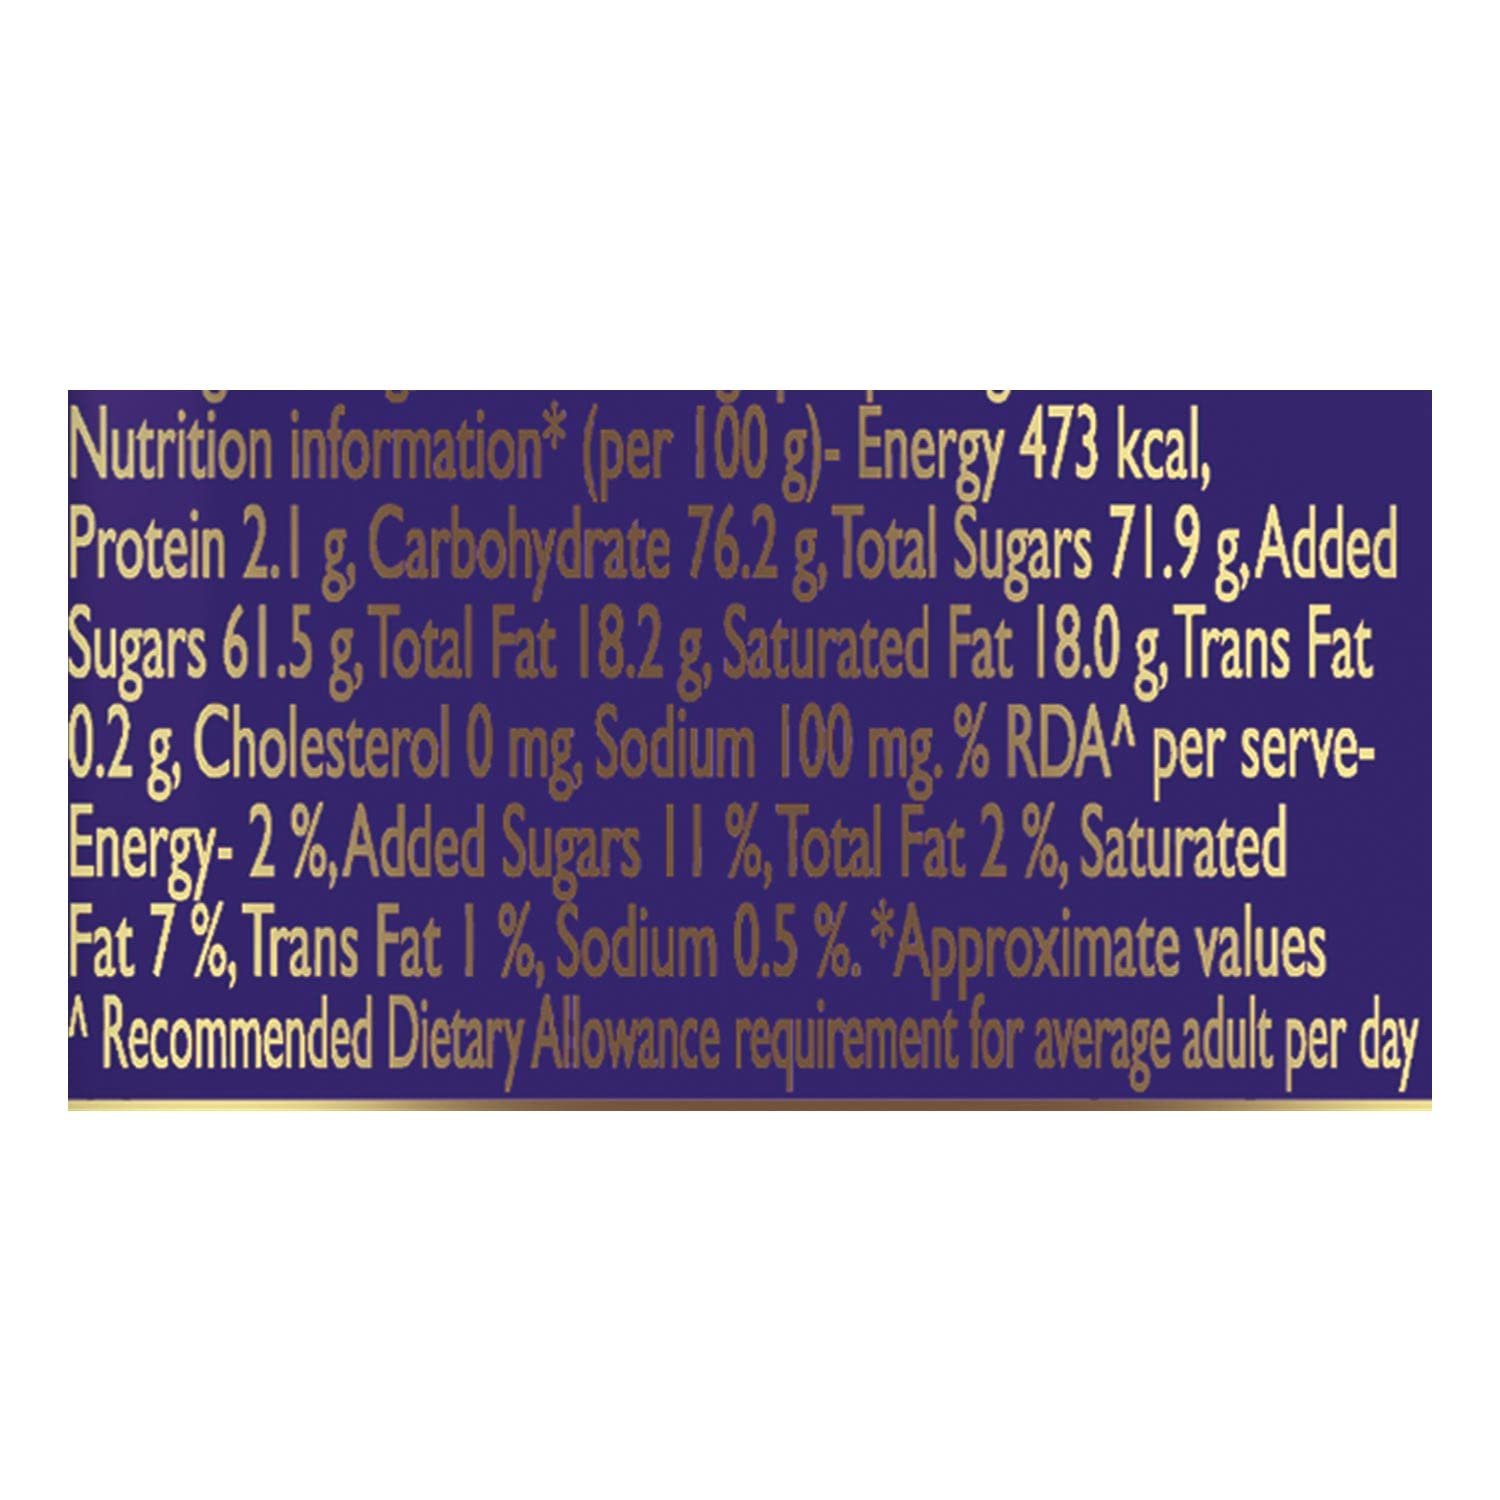 Nutrition information* (per 100 g)- Energy 473 kcal,
Protein 2.1 g, Carbohydrate 76.2 g, Total Sugars 71.9 g, Added
Sugars 61.5 g, Total Fat 18.2 g, Saturated Fat 18.0 g, Trans Fat
0.2 g, Cholesterol 0 mg, Sodium 100 mg. % RDA^ per serve-
Energy- 2 %, Added Sugars 11 %, Total Fat 2 %, Saturated
Fat 7 %, Trans Fat 1 %, Sodium 0.5 %. *Approximate values
^ Recommended Dietary Allowance requirement for average adult per day